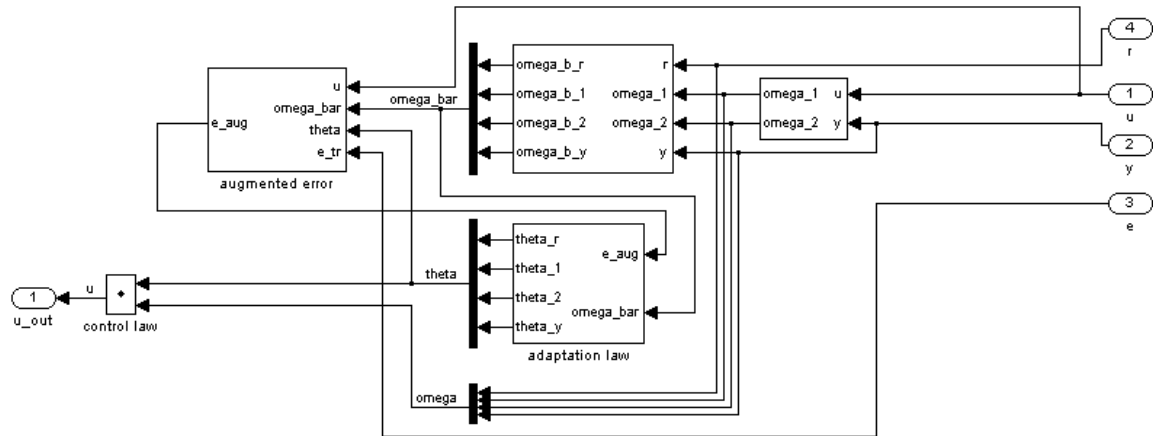 u
omega_bar
theta
e_tr
e_aug
augmented error
omega_bar
omega_b_r
omega_b_1
omega_b_2
omega_b_y
r
omega_1
omega_2
y
omega_1
omega_2
u
y
4
r
1
u
2
y
3
e
theta
theta_r
theta_1
theta_2
theta_y
e_aug
omega_bar
adaptation law
u
1
u_out
control law
omega